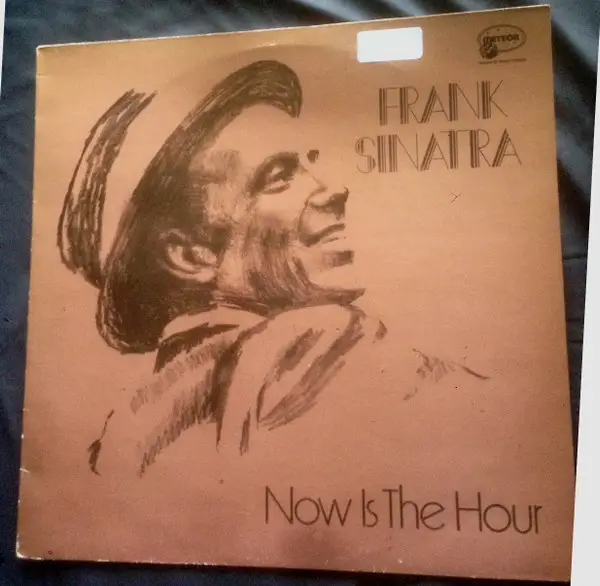 METEOR
FRANK
SINATRA
Now Is The Hour